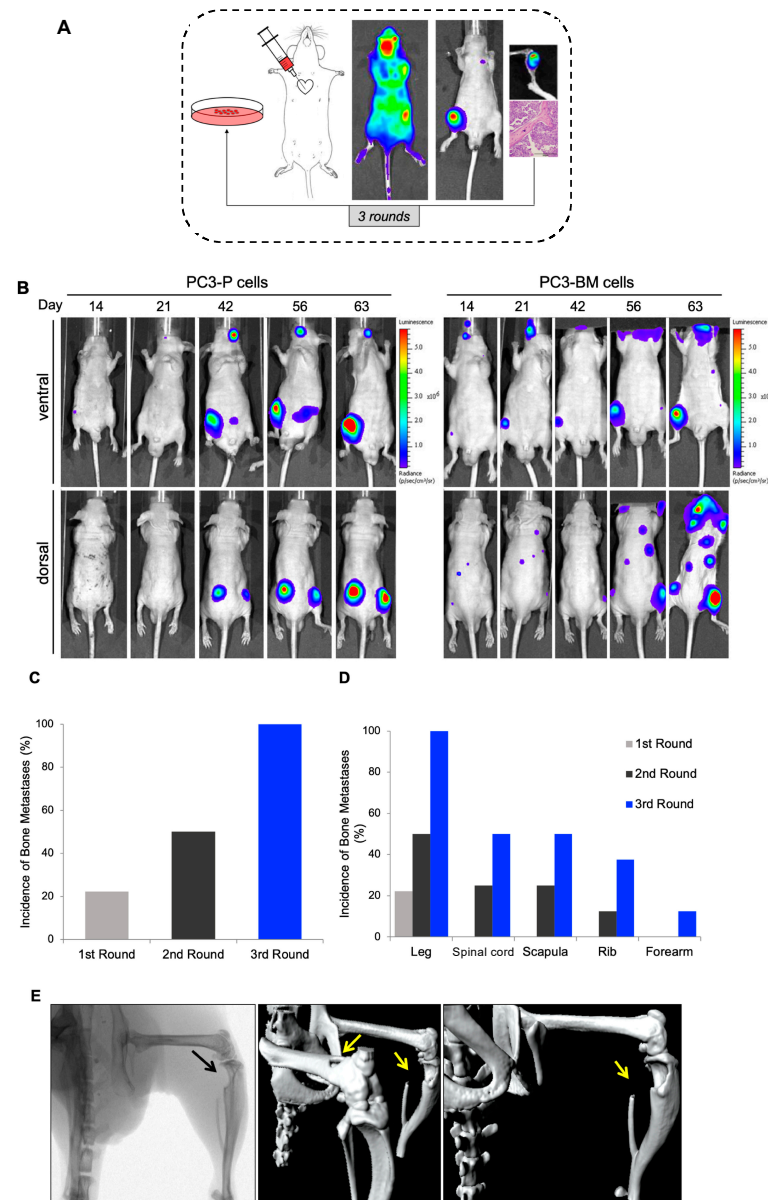 A
3 rounds
B
PC3-P cells
PC3-BM cells
Day 14 21 42 56 63
14 21 42 56 63
ventral
dorsal
Luminescence
5.0
4.0
3.0 x10⁶
2.0
1.0
Radiance
(p/sec/cm²/sr)
Luminescence
5.0
4.0
3.0
2.0
1.0
Radiance
(p/sec/cm²/sr)
C
Incidence of Bone Metastases (%)
100
80
60
40
20
0
1st Round 2nd Round 3rd Round
D
Incidence of Bone Metastases
(%)
100
80
60
40
20
0
1st Round
2nd Round
3rd Round
Leg Spinal cord Scapula Rib Forearm
E